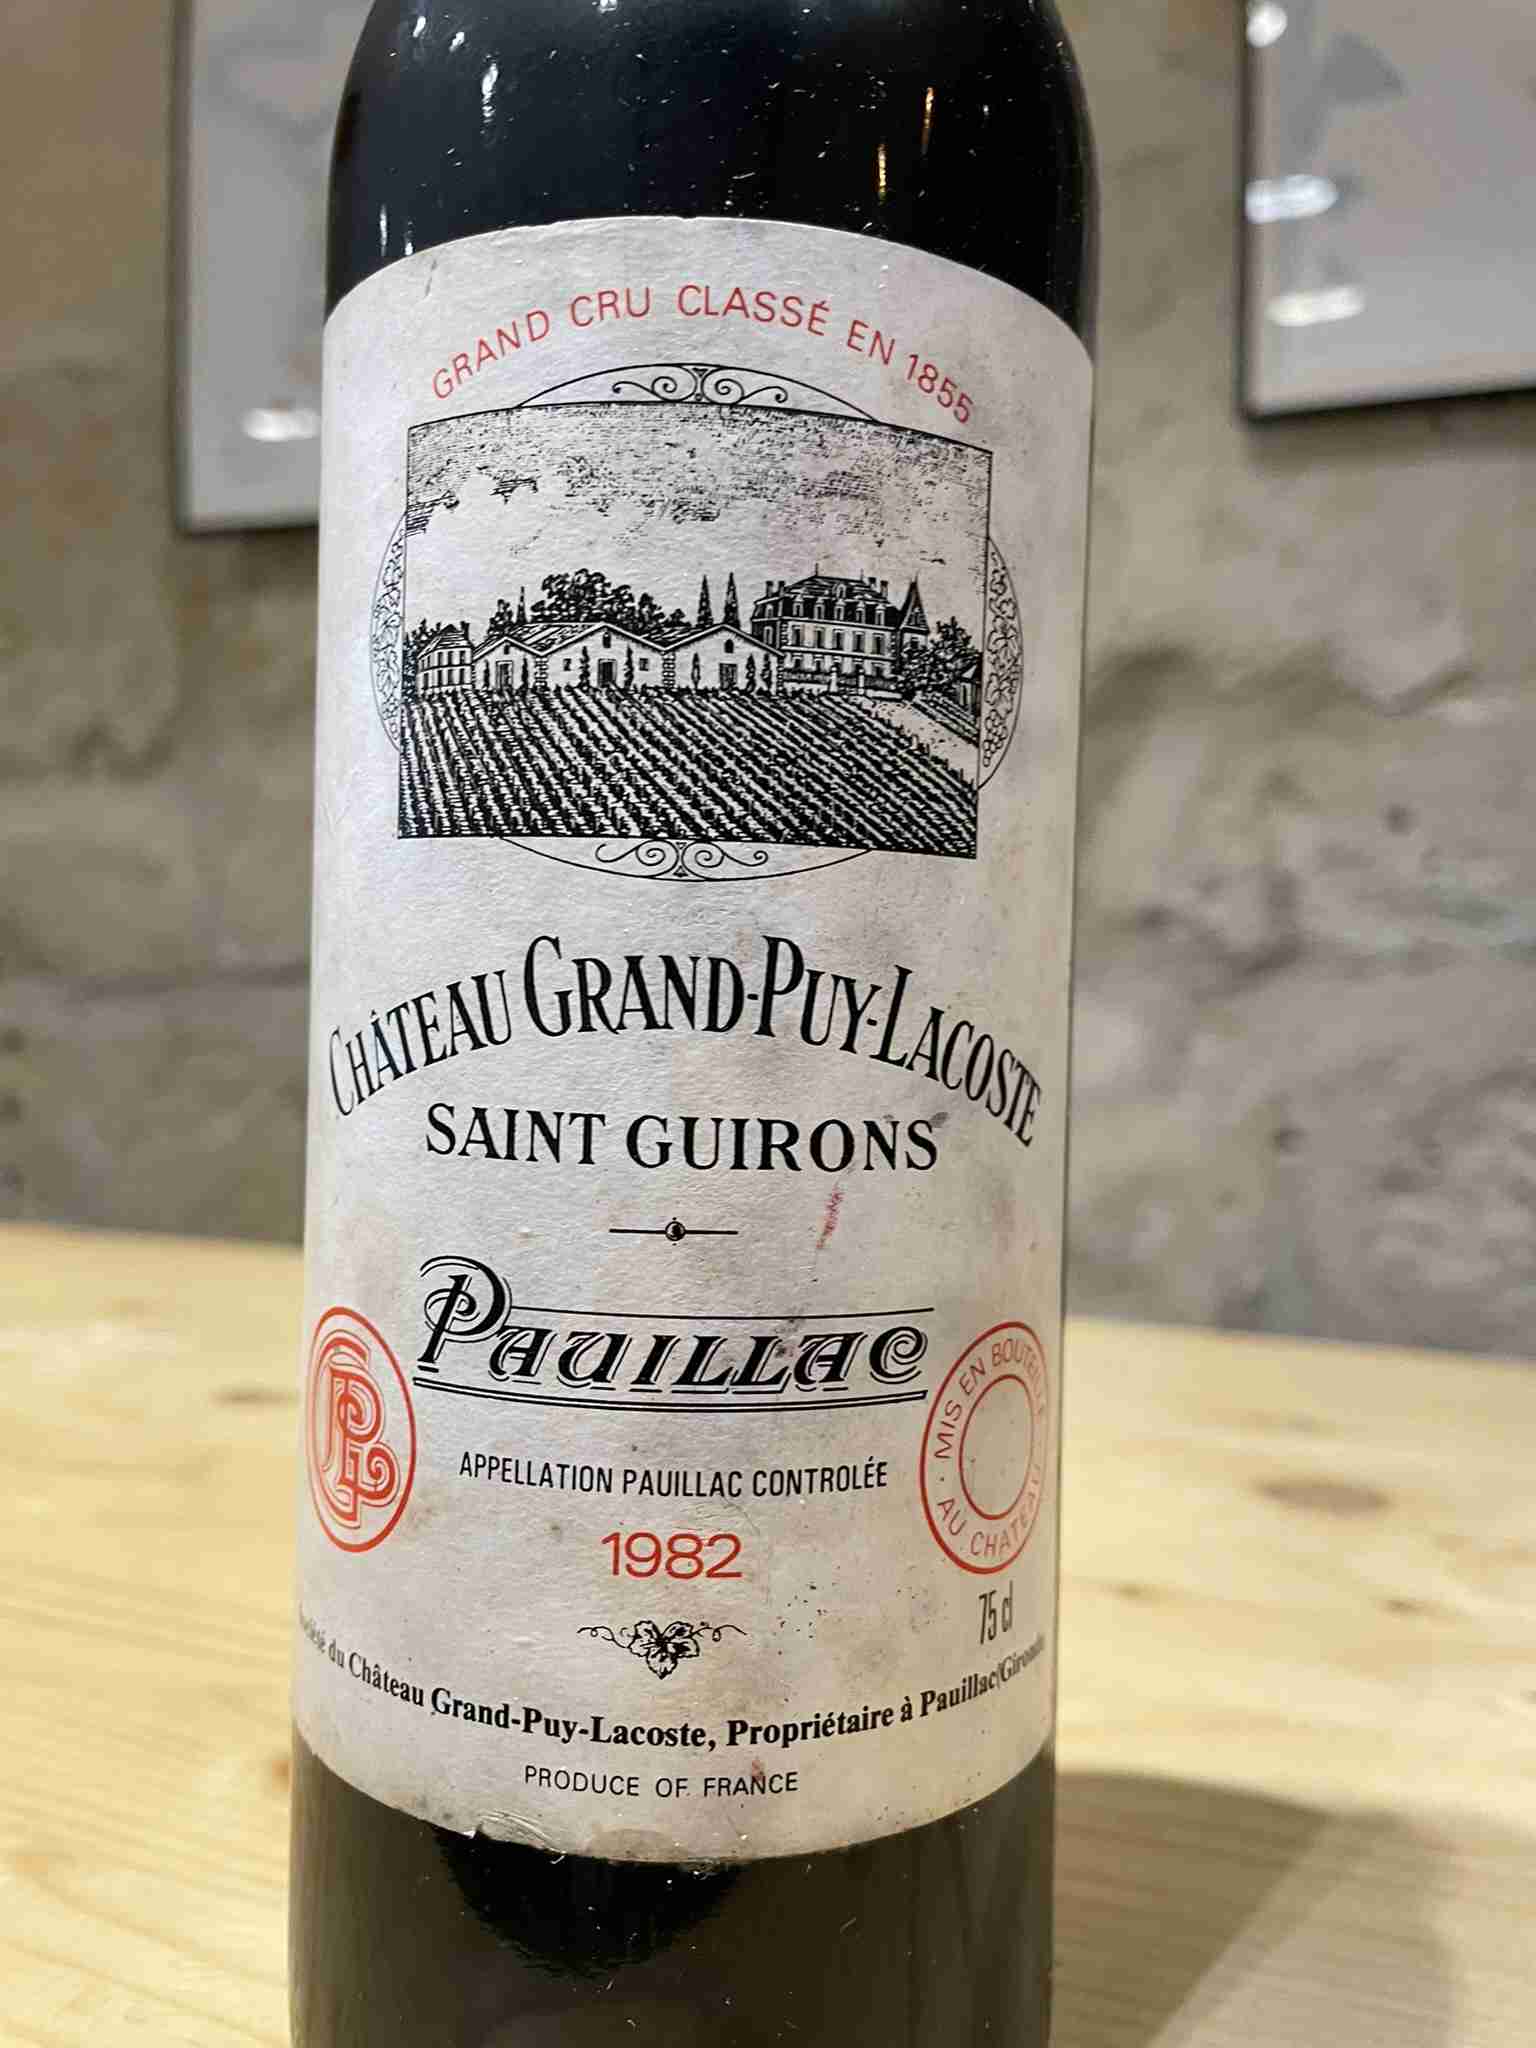 GRAND CRU CLASSÉ EN 1855
CHÂTEAU GRAND-PUY-LACOSTE
SAINT GUIRONS
PAUILLAC
GPL
MIS EN BOUTEILLE AU CHATEAU
APPELLATION PAUILLAC CONTROLÉE
1982
75 cl
du Château Grand-Puy-Lacoste, Propriétaire à Pauillac
PRODUCE OF FRANCE